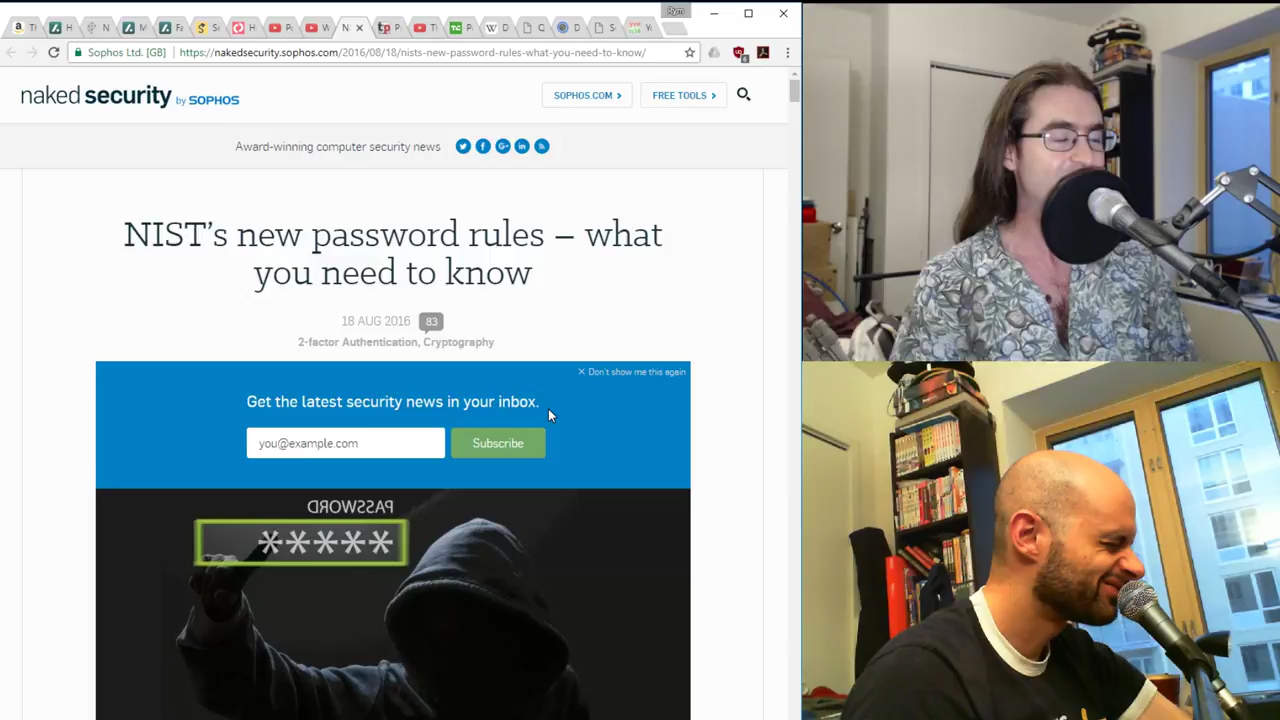 Rym
Sophos Ltd. [GB]
https://nakedsecurity.sophos.com/2016/08/18/nists-new-password-rules-what-you-need-to-know/
naked security by SOPHOS
SOPHOS.COM
FREE TOOLS
Award-winning computer security news
NIST's new password rules – what
you need to know
18 AUG 2016 83
2-factor Authentication, Cryptography
Don't show me this again
Get the latest security news in your inbox.
you@example.com
Subscribe
PASSWORD
*****